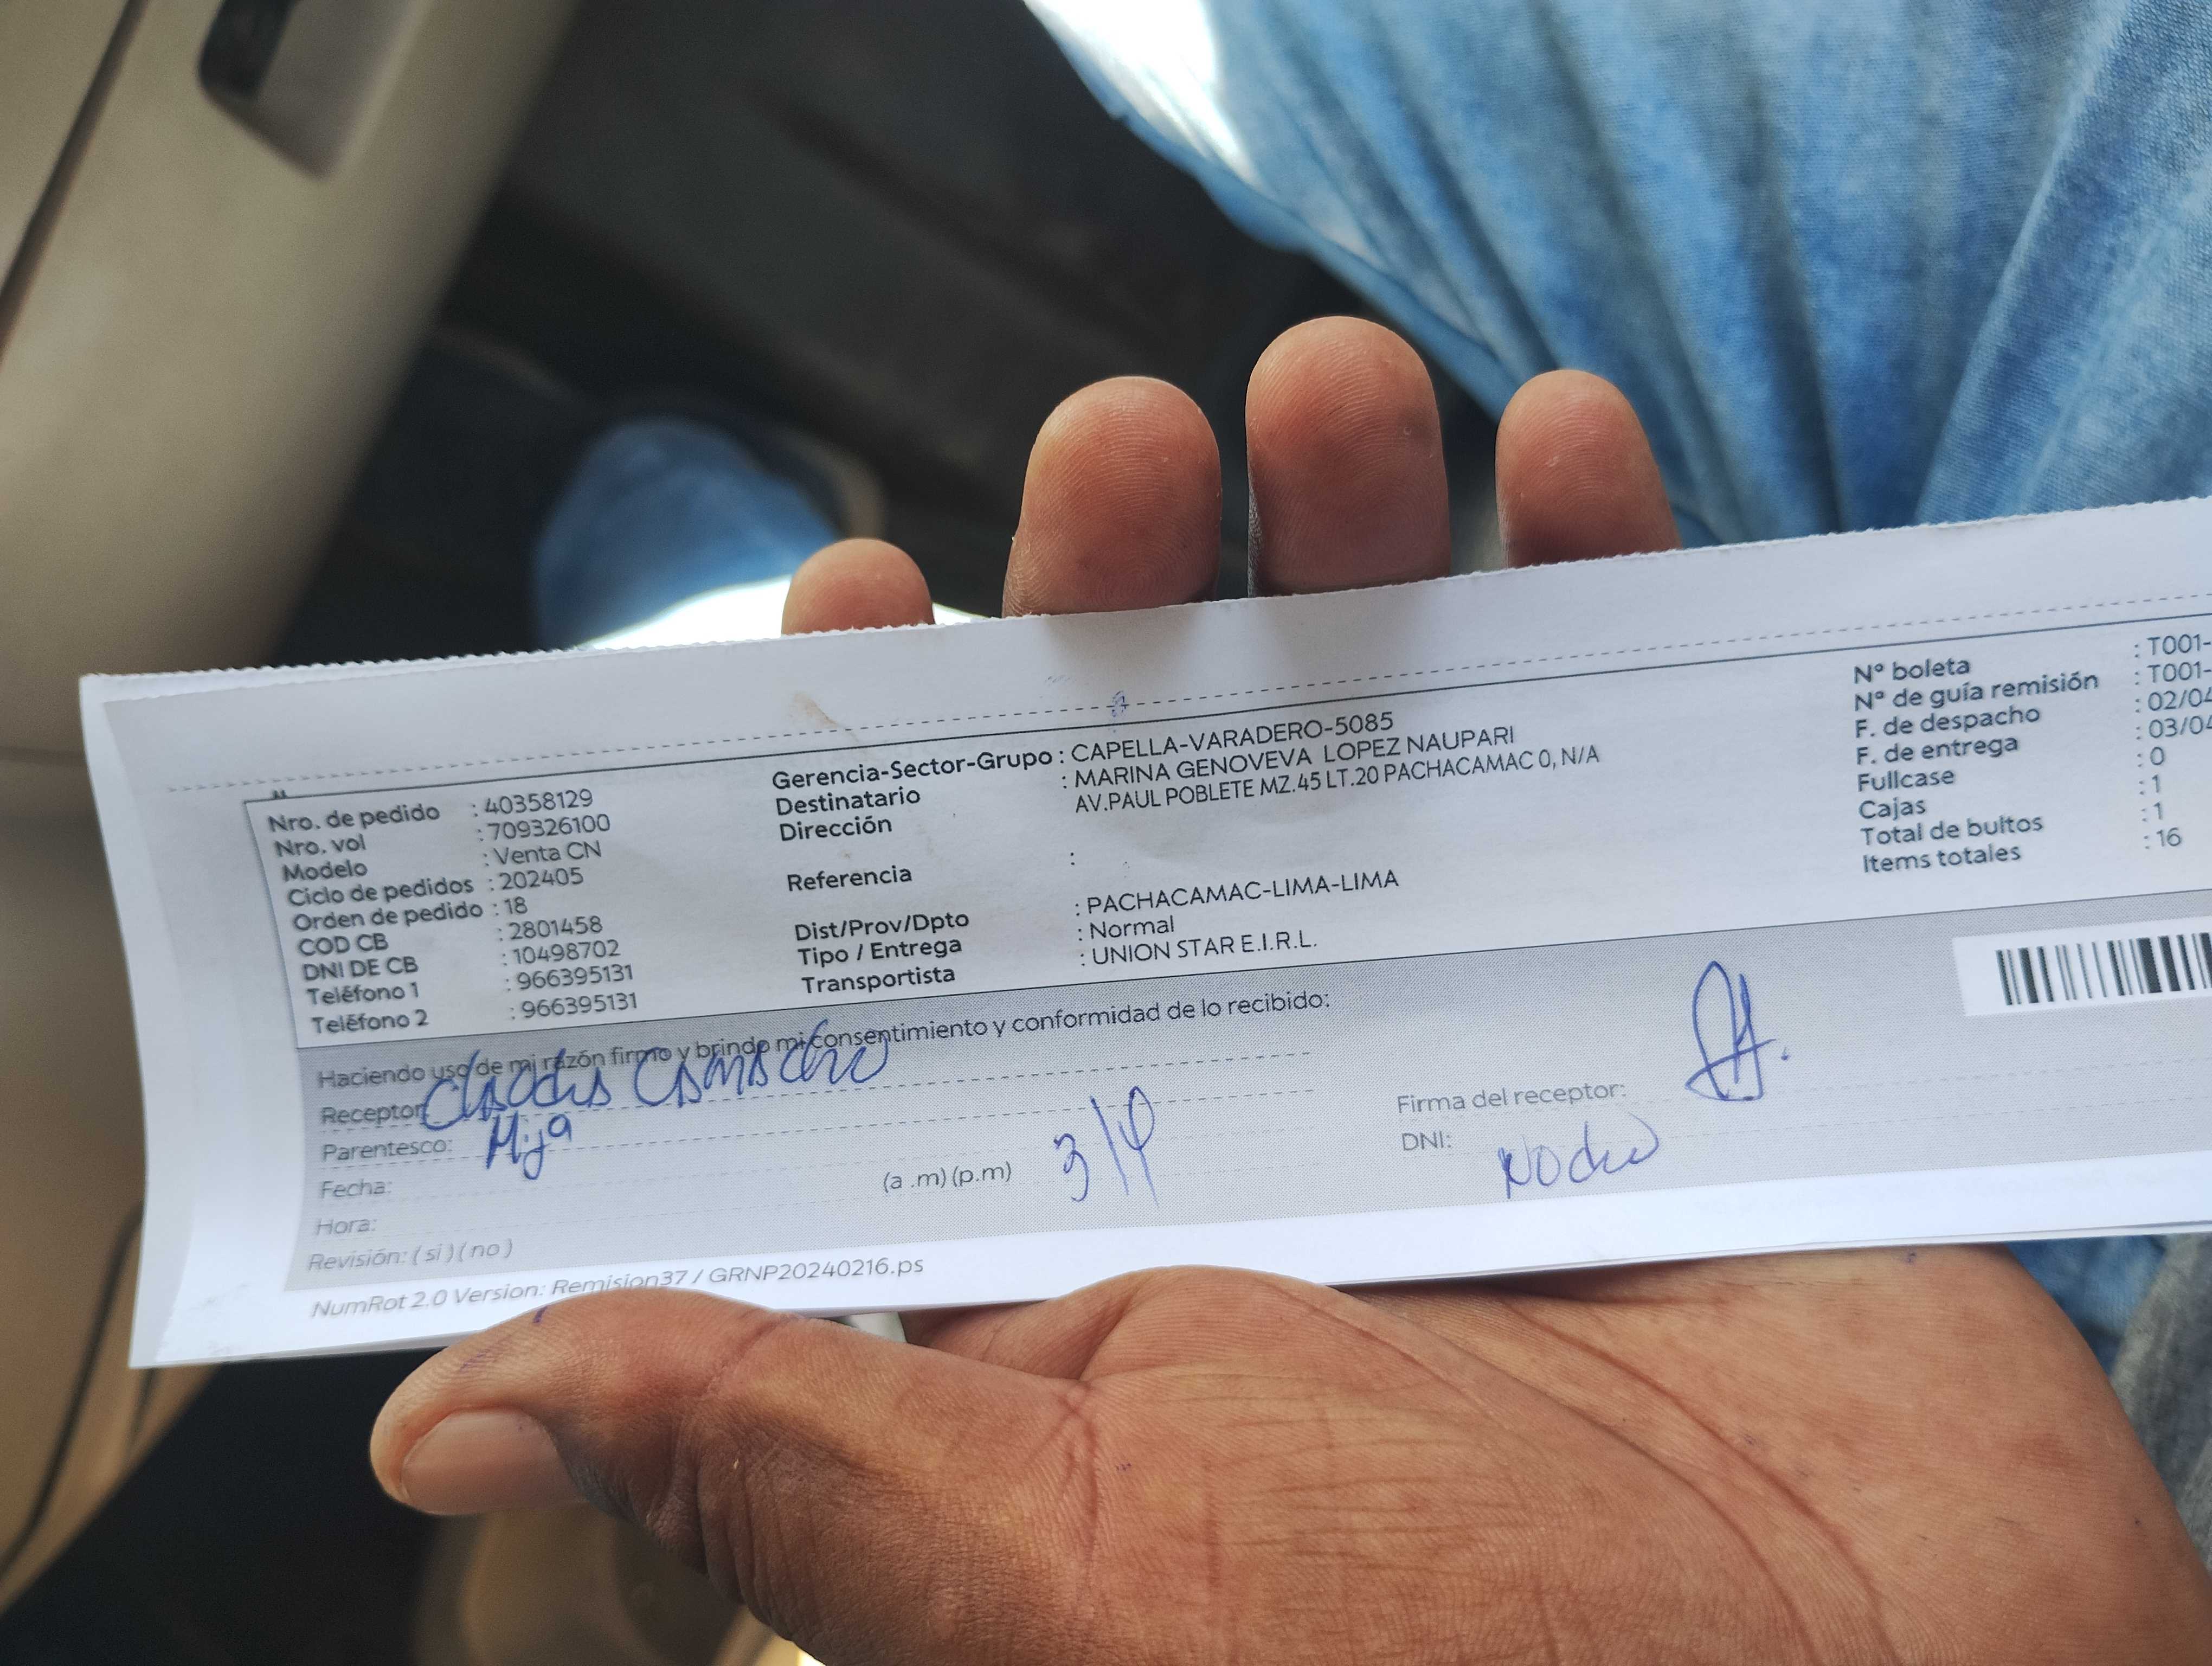 Nro. de pedido : 40358129
Nro. vol : 709326100
Modelo : Venta CN
Ciclo de pedidos : 202405
Orden de pedido : 18
COD CB : 2801458
DNI DE CB : 10498702
Teléfono 1 : 966395131
Teléfono 2 : 966395131
Gerencia-Sector-Grupo : CAPELLA-VARADERO-5085
Destinatario : MARINA GENOVEVA LOPEZ NAUPARI
Dirección AV.PAUL POBLETE MZ.45 LT.20 PACHACAMAC 0, N/A
Referencia :
Dist/Prov/Dpto : PACHACAMAC-LIMA-LIMA
Tipo / Entrega : Normal
Transportista : UNION STAR E.I.R.L.
Nº boleta : T001-
Nº de guía remisión : T001-
F. de despacho : 02/04
F. de entrega : 03/04
Fullcase : 0
Cajas : 1
Total de bultos : 1
Items totales : 16
Haciendo uso de mi razón firmo y brindo mi consentimiento y conformidad de lo recibido:
Receptor
Parentesco: Hija
Fecha:
Hora: (a .m) (p.m) 3/4
Revisión: ( si ) ( no )
Firma del receptor:
DNI:
NumRot 2.0 Version: Remision37 / GRNP20240216.ps